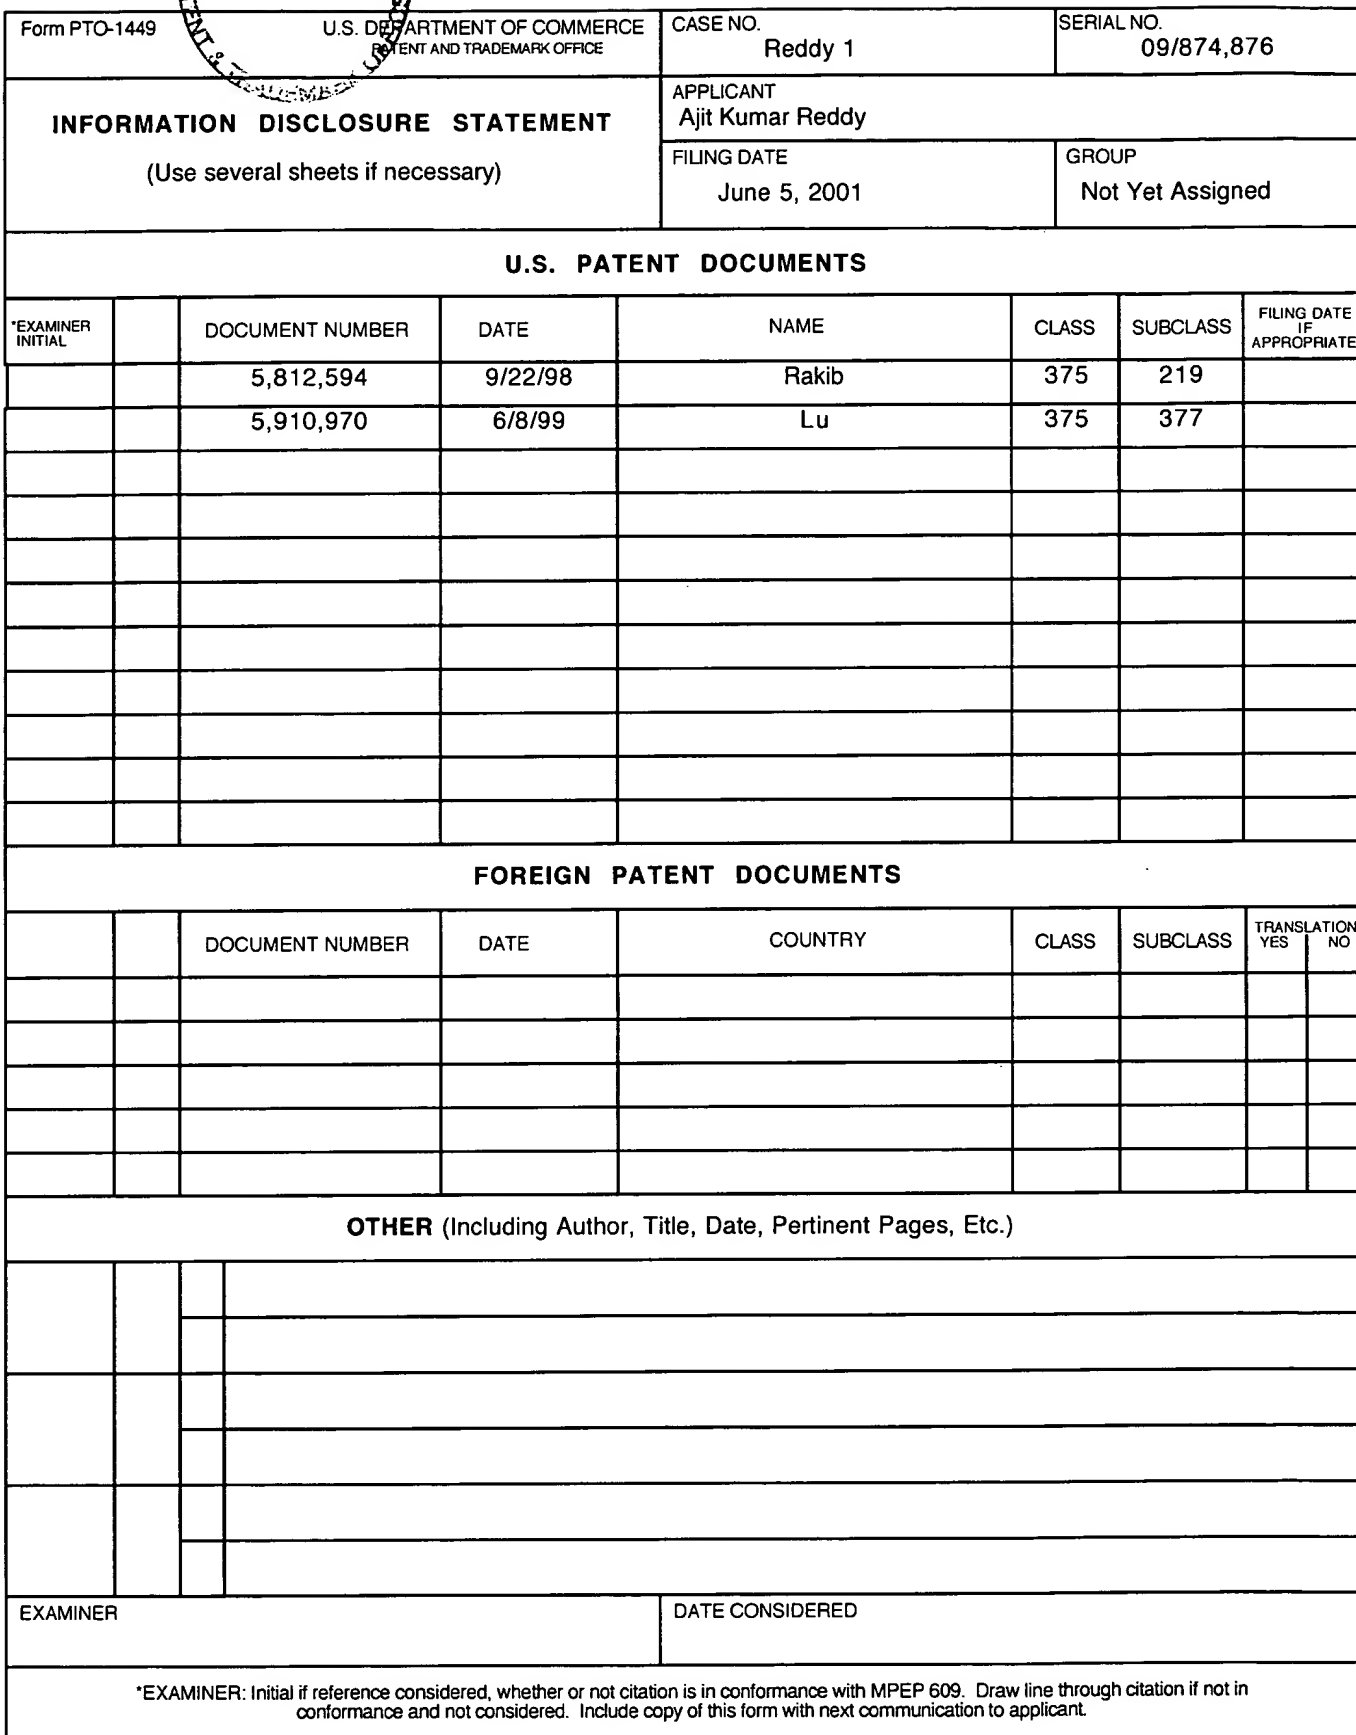 Form PTO-1449
U.S. DEPARTMENT OF COMMERCE
PATENT AND TRADEMARK OFFICE
CASE NO.
Reddy 1
SERIAL NO.
09/874,876
INFORMATION DISCLOSURE STATEMENT
(Use several sheets if necessary)
APPLICANT
Ajit Kumar Reddy
FILING DATE
June 5, 2001
GROUP
Not Yet Assigned
U.S. PATENT DOCUMENTS
*EXAMINER INITIAL DOCUMENT NUMBER DATE NAME CLASS SUBCLASS FILING DATE IF APPROPRIATE
5,812,594 9/22/98 Rakib 375 219
5,910,970 6/8/99 Lu 375 377
FOREIGN PATENT DOCUMENTS
DOCUMENT NUMBER DATE COUNTRY CLASS SUBCLASS TRANSLATION YES NO
OTHER (Including Author, Title, Date, Pertinent Pages, Etc.)
EXAMINER
DATE CONSIDERED
*EXAMINER: Initial if reference considered, whether or not citation is in conformance with MPEP 609. Draw line through citation if not in
conformance and not considered. Include copy of this form with next communication to applicant.